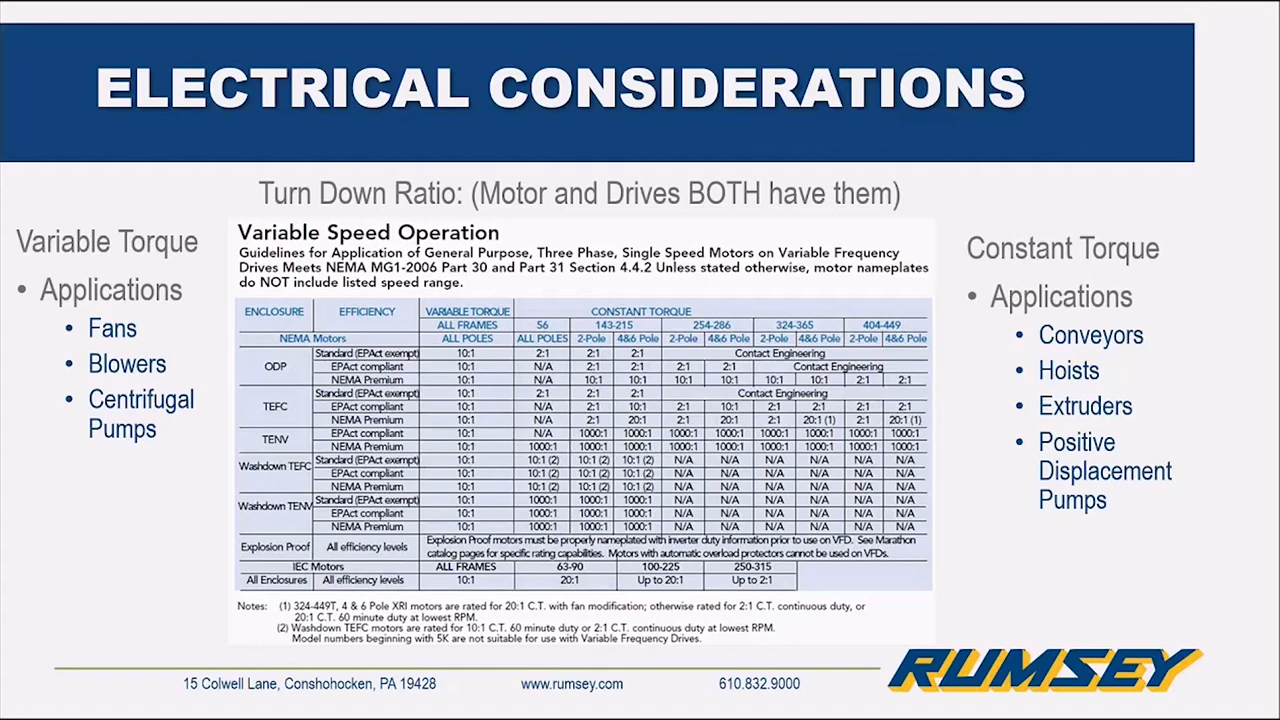 ELECTRICAL CONSIDERATIONS
Turn Down Ratio: (Motor and Drives BOTH have them)
Variable Torque
• Applications
• Fans
• Blowers
• Centrifugal
Pumps
Variable Speed Operation
Guidelines for Application of General Purpose, Three Phase, Single Speed Motors on Variable Frequency
Drives Meets NEMA MG1-2006 Part 30 and Part 31 Section 4.4.2 Unless stated otherwise, motor nameplates
do NOT include listed speed range.
ENCLOSURE EFFICIENCY VARIABLE TORQUE CONSTANT TORQUE
ALL FRAMES 56 143-215 254-286 324-365 404-449
NEMA Motors ALL POLES ALL POLES 2-Pole 4&6 Pole 2-Pole 4&6 Pole 2-Pole 4&6 Pole 2-Pole 4&6 Pole
ODP
Standard (EPAct exempt) 10:1 2:1 2:1 2:1 Contact Engineering
EPAct compliant 10:1 N/A 2:1 2:1 2:1 2:1 Contact Engineering
NEMA Premium 10:1 N/A 10:1 10:1 10:1 10:1 10:1 10:1 2:1 2:1
TEFC
Standard (EPAct exempt) 10:1 2:1 2:1 2:1 Contact Engineering
EPAct compliant 10:1 N/A 2:1 10:1 2:1 10:1 2:1 2:1 2:1 2:1
NEMA Premium 10:1 N/A 2:1 20:1 2:1 20:1 2:1 20:1 (1) 2:1 20:1 (1)
TENV
EPAct compliant 10:1 N/A 1000:1 1000:1 1000:1 1000:1 1000:1 1000:1 1000:1 1000:1
NEMA Premium 10:1 1000:1 1000:1 1000:1 1000:1 1000:1 1000:1 1000:1 1000:1 1000:1
Washdown TEFC
Standard (EPAct exempt) 10:1 10:1 (2) 10:1 (2) 10:1 (2) N/A N/A N/A N/A N/A N/A
EPAct compliant 10:1 10:1 (2) 10:1 (2) 10:1 (2) N/A N/A N/A N/A N/A N/A
NEMA Premium 10:1 10:1 (2) 10:1 (2) 10:1 (2) N/A N/A N/A N/A N/A N/A
Washdown TENV
Standard (EPAct exempt) 10:1 1000:1 1000:1 1000:1 N/A N/A N/A N/A N/A N/A
EPAct compliant 10:1 1000:1 1000:1 1000:1 N/A N/A N/A N/A N/A N/A
NEMA Premium 10:1 1000:1 1000:1 1000:1 N/A N/A N/A N/A N/A N/A
Explosion Proof All efficiency levels
Explosion Proof motors must be properly nameplated with inverter duty information prior to use on VFD. See Marathon
catalog pages for specific rating capabilities. Motors with automatic overload protectors cannot be used on VFDs.
IEC Motors ALL FRAMES 63-90 100-225 250-315
All Enclosures All efficiency levels 10:1 20:1 Up to 20:1 Up to 2:1
Notes: (1) 324-449T, 4 & 6 Pole XRI motors are rated for 20:1 C.T. with fan modification; otherwise rated for 2:1 C.T. continuous duty, or
20:1 C.T. 60 minute duty at lowest RPM.
(2) Washdown TEFC motors are rated for 10:1 C.T. 60 minute duty or 2:1 C.T. continuous duty at lowest RPM.
Model numbers beginning with 5K are not suitable for use with Variable Frequency Drives.
Constant Torque
• Applications
• Conveyors
• Hoists
• Extruders
• Positive
Displacement
Pumps
15 Colwell Lane, Conshohocken, PA 19428 www.rumsey.com 610.832.9000
RUMSEY